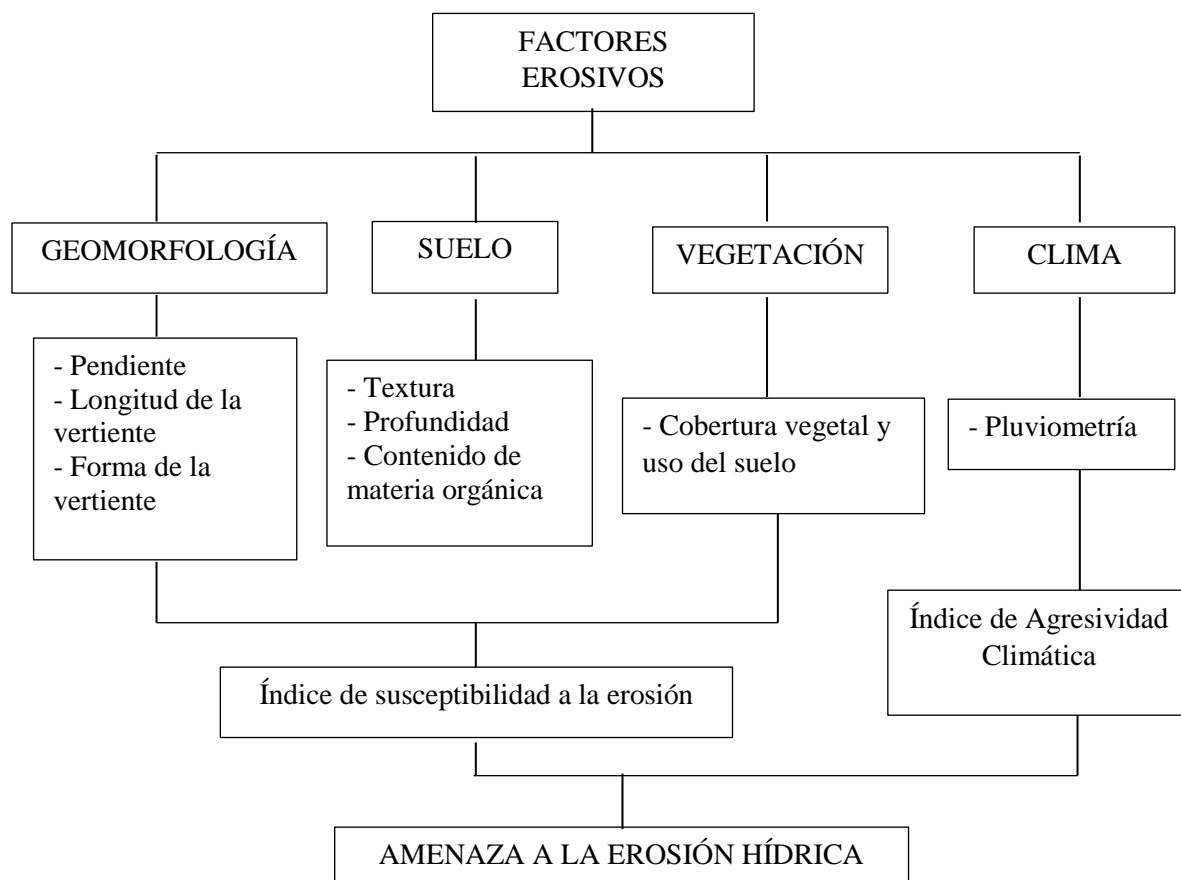 FACTORES
EROSIVOS
GEOMORFOLOGÍA
SUELO
VEGETACIÓN
CLIMA
- Pendiente
- Longitud de la
vertiente
- Forma de la
vertiente
- Textura
- Profundidad
- Contenido de
materia orgánica
- Cobertura vegetal y
uso del suelo
- Pluviometría
Índice de Agresividad
Climática
Índice de susceptibilidad a la erosión
AMENAZA A LA EROSIÓN HÍDRICA